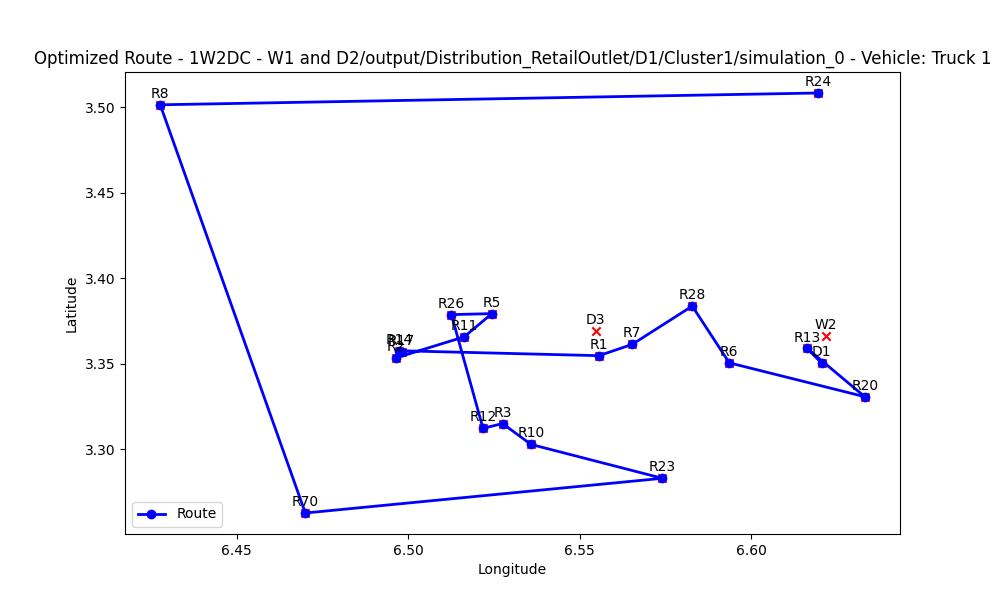 Optimized Route - 1W2DC - W1 and D2/output/Distribution_RetailOutlet/D1/Cluster1/simulation_0 - Vehicle: Truck 1
R8
R24
3.50
3.45
3.40
3.35
3.30
Latitude
R26
R5
R11
R28
D3
R7
R1
W2
R13
D1
R6
R20
R12
R3
R10
R23
R70
Route
6.45
6.50
6.55
6.60
Longitude